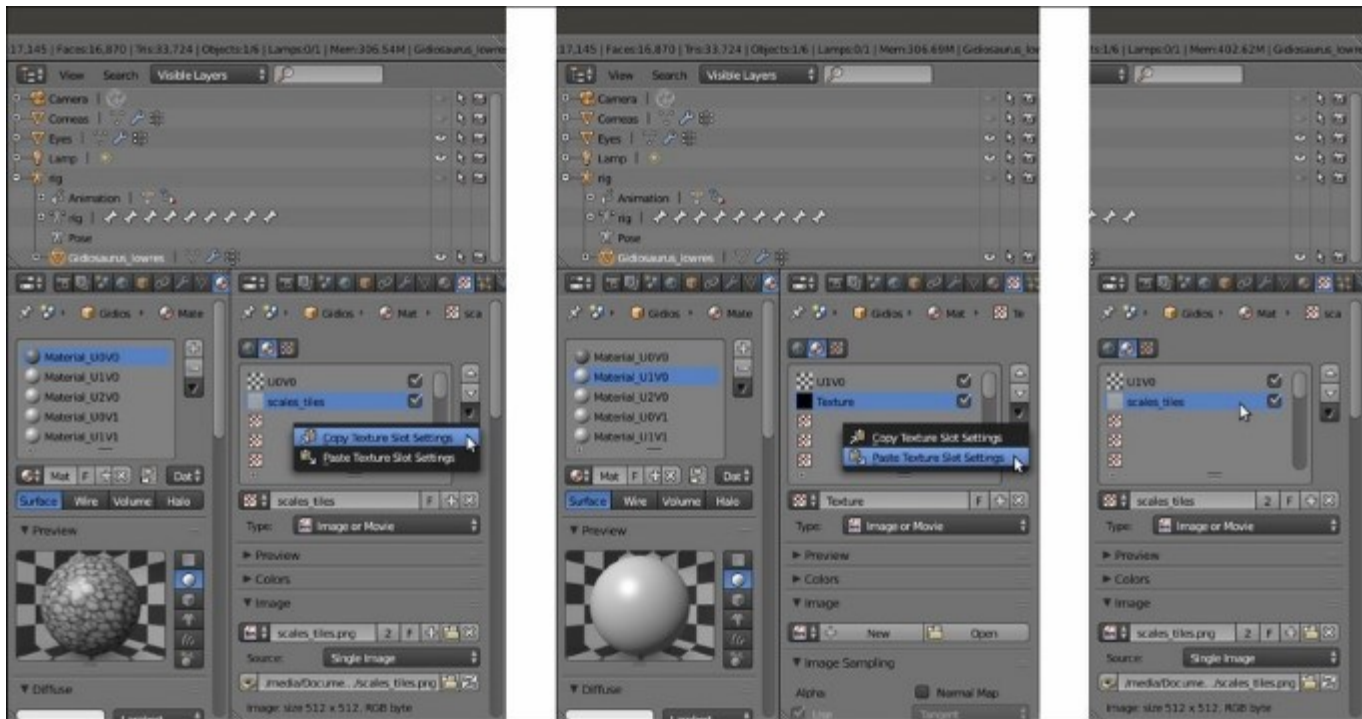 17,145 | Faces:16,870 | Tris:33,724 | Objects:1/6 | Lamps:0/1 | Mem:306.54M | Gidiosaurus_lowre
View Search Visible Layers
Camera
Corneas
Eyes
Lamp
rig
Animation
rig
Pose
Gidiosaurus_lowres
Gidios Mate
Gidios Mat sca
Material_U0V0
Material_U1V0
Material_U2V0
Material_U0V1
Material_U1V1
U0V0
scales_tiles
Copy Texture Slot Settings
Paste Texture Slot Settings
Mat F Dat
Surface Wire Volume Halo
Preview
Diffuse
scales_tiles F
Type: Image or Movie
Preview
Colors
Image
scales_tiles.png 2 F
Source: Single Image
/media/Docume... /scales_tiles.png
Image: size 512 x 512, RGB byte
17,145 | Faces:16,870 | Tris:33,724 | Objects:1/6 | Lamps:0/1 | Mem:306.69M | Gidiosaurus_low
View Search Visible Layers
Camera
Corneas
Eyes
Lamp
rig
Animation
rig
Pose
Gidiosaurus_lowres
Gidios Mate
Gidios Mat Te
Material_U0V0
Material_U1V0
Material_U2V0
Material_U0V1
Material_U1V1
U1V0
Texture
Copy Texture Slot Settings
Paste Texture Slot Settings
Mat F Dat
Surface Wire Volume Halo
Preview
Diffuse
Texture F
Type: Image or Movie
Preview
Colors
Image
New Open
Image Sampling
Alpha: Normal Map
Use Tangent
ts:1/6 | Lamps:0/1 | Mem:402.62M | Gidiosaurus_lowre
Gidios Mat sca
U1V0
scales_tiles
scales_tiles 2 F
Type: Image or Movie
Preview
Colors
Image
scales_tiles.png 2 F
Source: Single Image
/media/Docume... /scales_tiles.png
Image: size 512 x 512, RGB byte